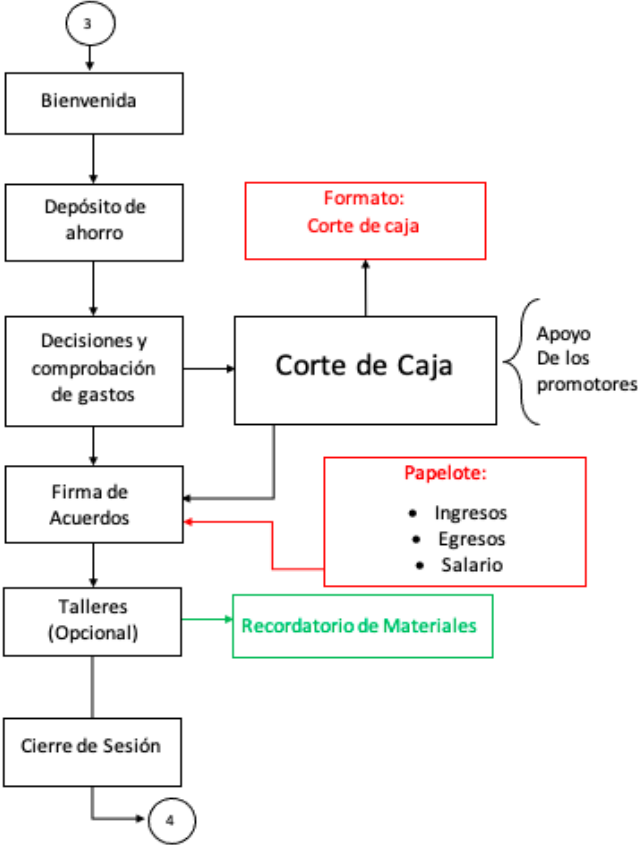 3
Bienvenida
Depósito de
ahorro
Formato:
Corte de caja
Decisiones y
comprobación
de gastos
Corte de Caja
Apoyo
De los
promotores
Firma de
Acuerdos
Papelote:
• Ingresos
• Egresos
• Salario
Talleres
(Opcional)
Recordatorio de Materiales
Cierre de Sesión
4